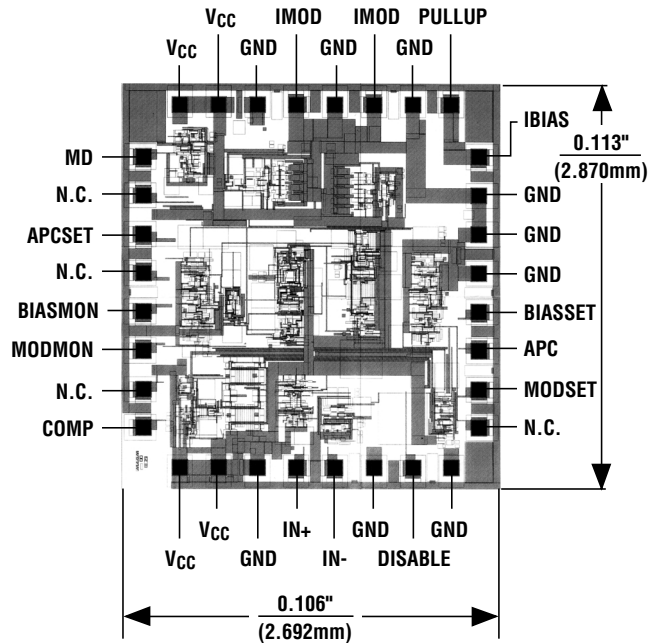 VCC IMOD IMOD PULLUP
VCC GND GND GND
IBIAS
0.113"
(2.870mm)
MD
N.C.
GND
APCSET
GND
N.C.
GND
BIASMON
BIASSET
MODMON
APC
N.C.
MODSET
COMP
N.C.
VCC IN+ GND GND
VCC GND IN- DISABLE
0.106"
(2.692mm)